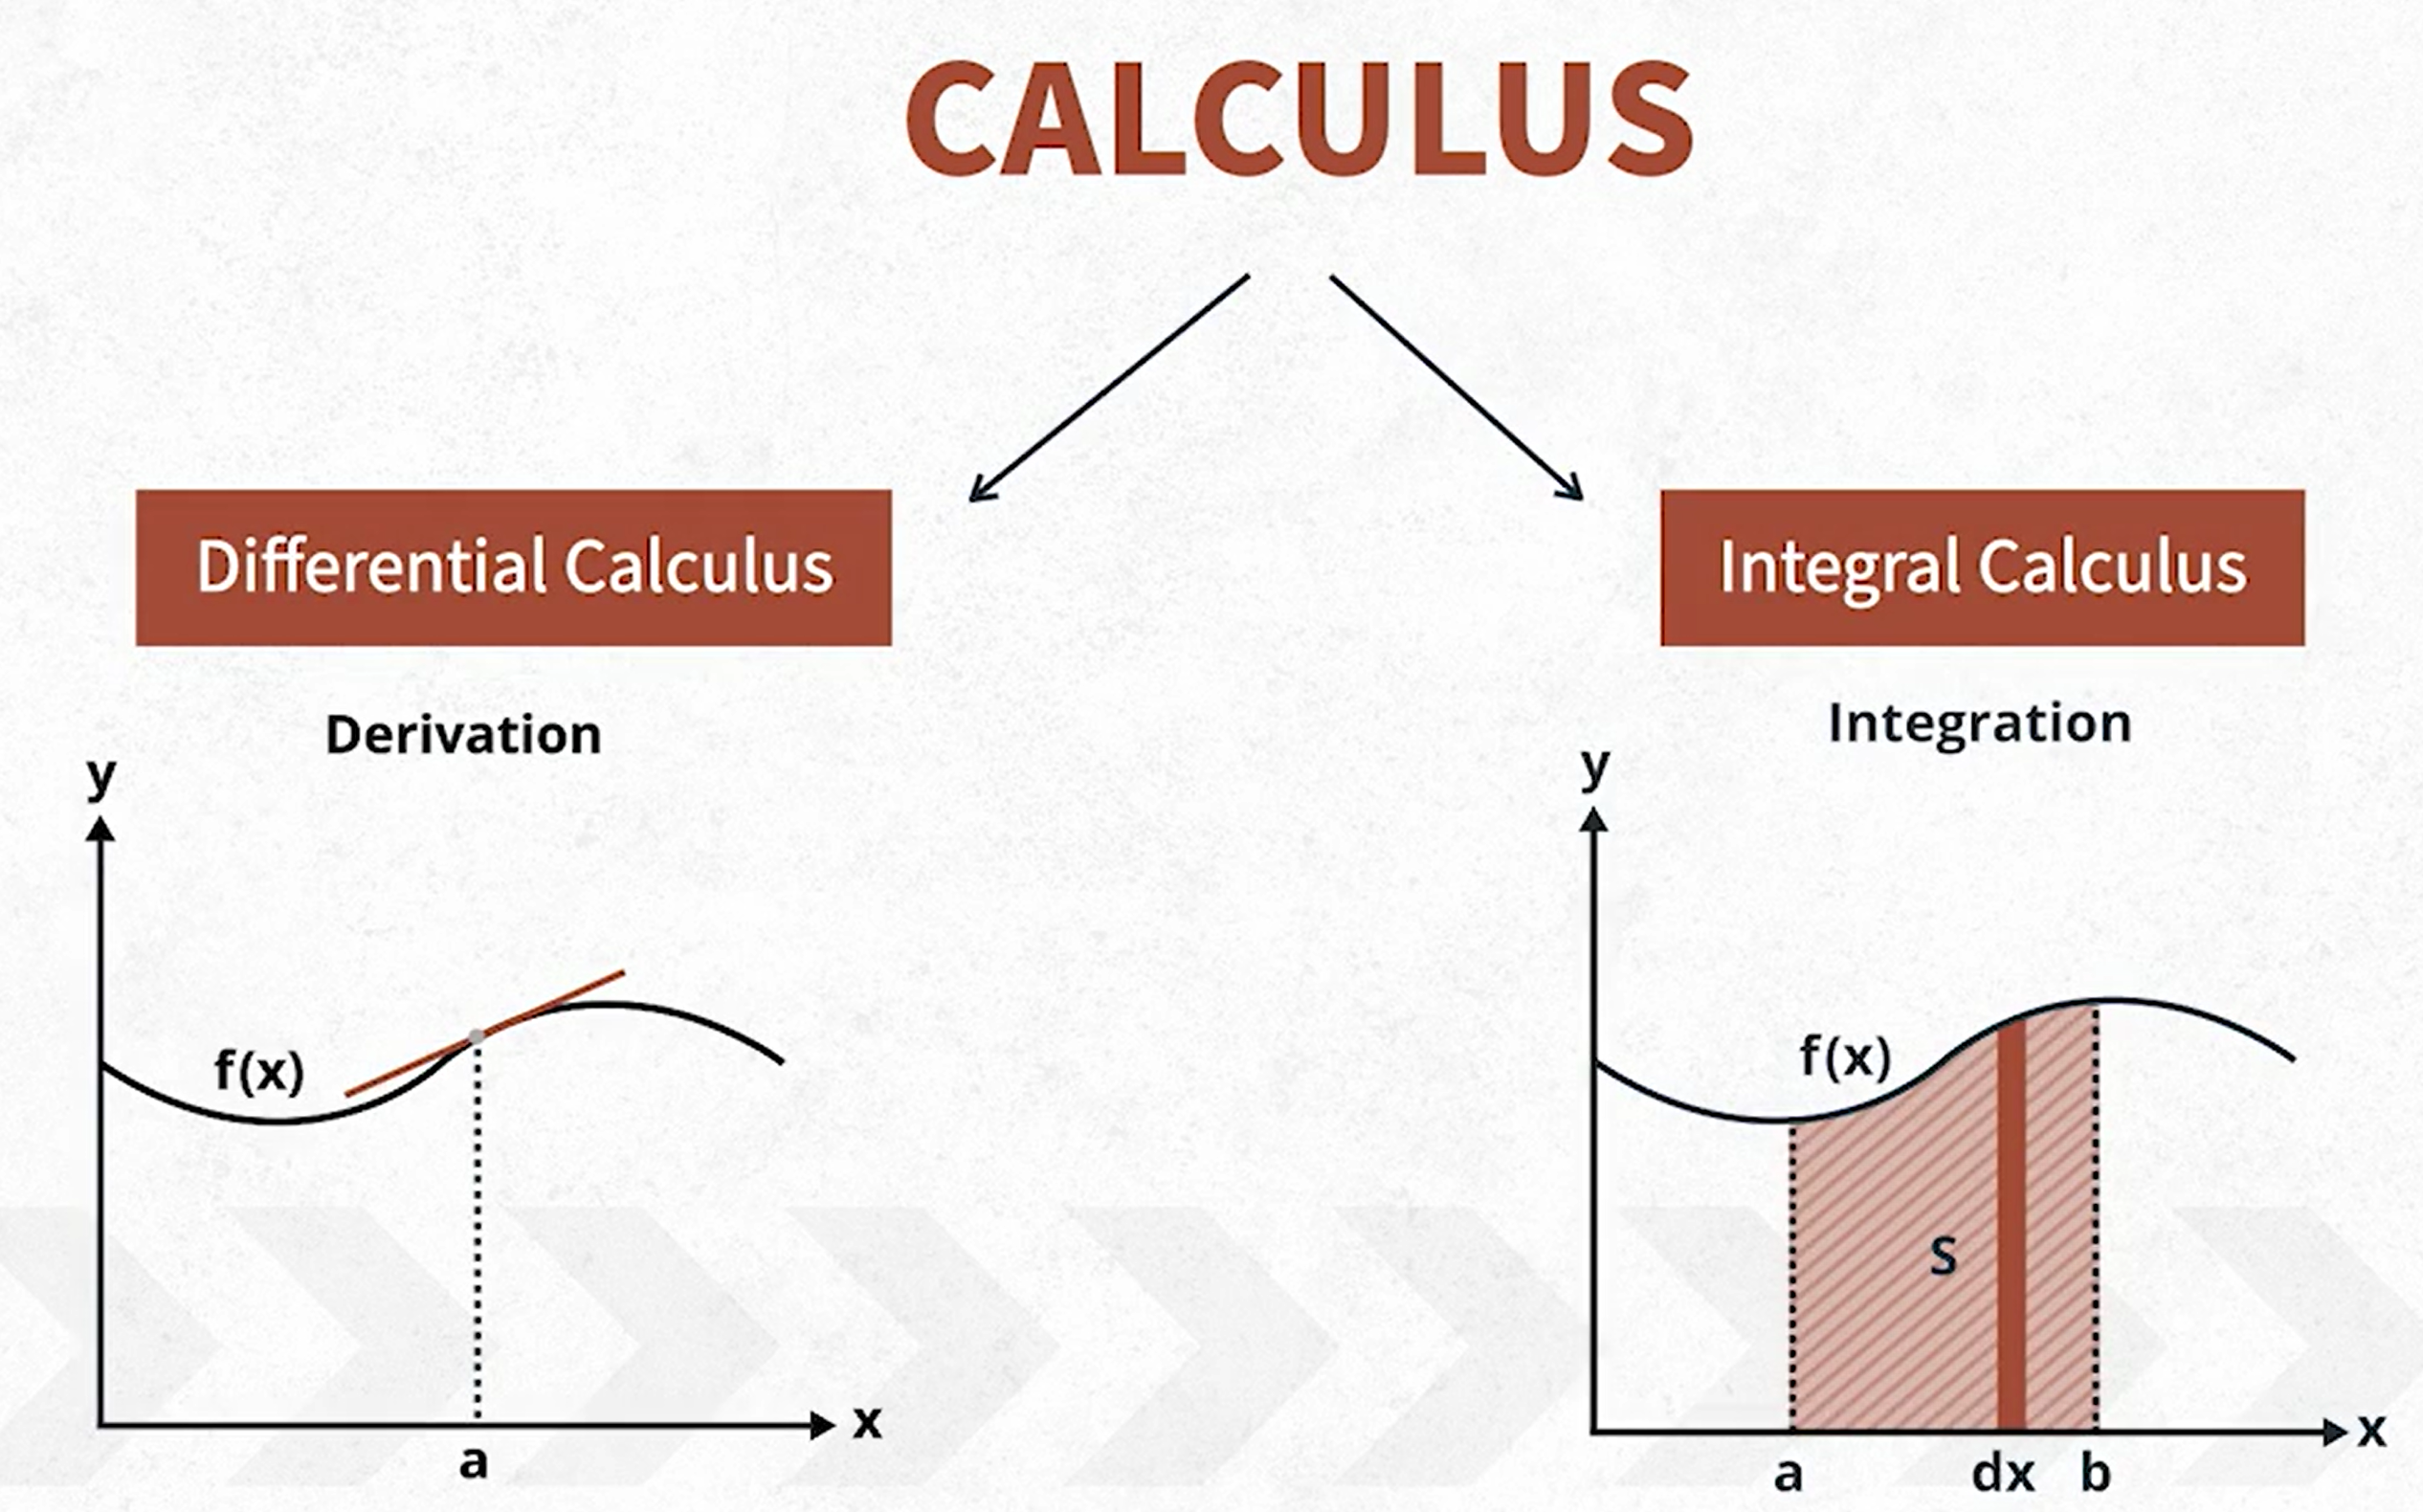 CALCULUS
Differential Calculus
Derivation
y
f(x)
x
a
Integral Calculus
Integration
y
f(x)
S
x
a dx b